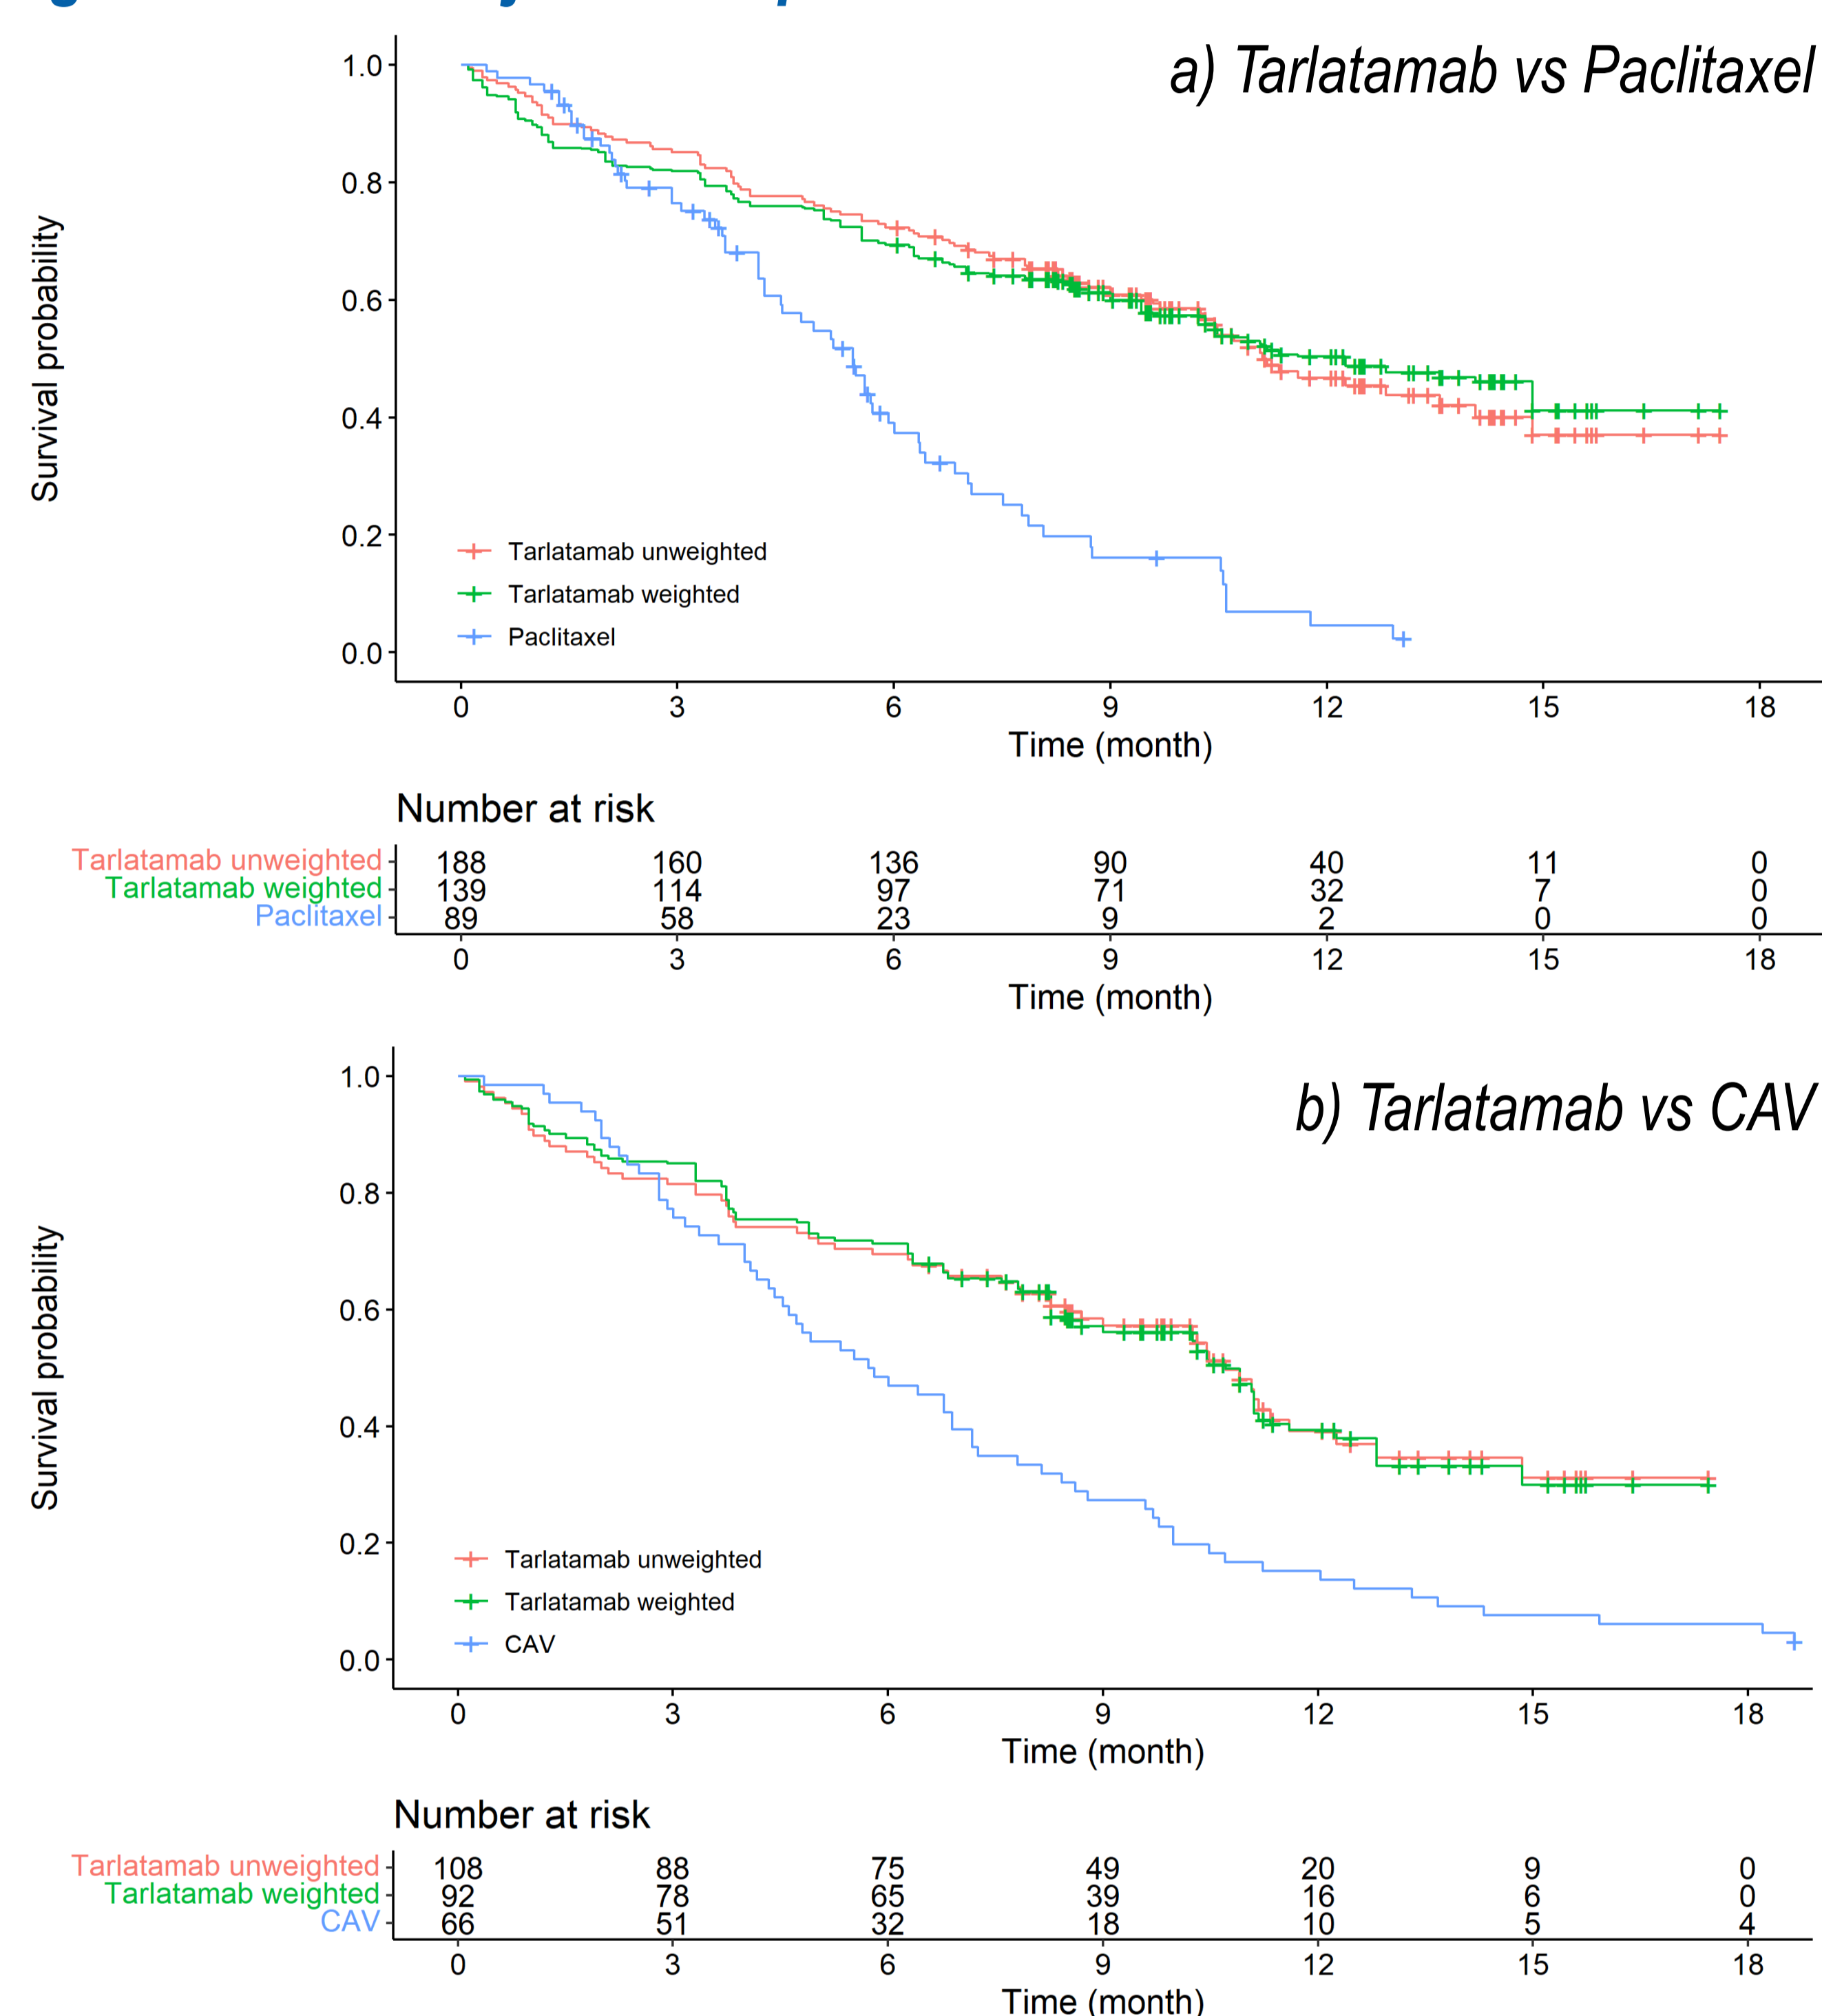 a) Tarlatamab vs Paclitaxel
Survival probability
1.0
0.8
0.6
0.4
0.2
0.0
Tarlatamab unweighted
Tarlatamab weighted
Paclitaxel
0 3 6 9 12 15 18
Time (month)
Number at risk
Tarlatamab unweighted 188 160 136 90 40 11 0
Tarlatamab weighted 139 114 97 71 32 7 0
Paclitaxel 89 58 23 9 2 0 0
0 3 6 9 12 15 18
Time (month)
b) Tarlatamab vs CAV
Survival probability
1.0
0.8
0.6
0.4
0.2
0.0
Tarlatamab unweighted
Tarlatamab weighted
CAV
0 3 6 9 12 15 18
Time (month)
Number at risk
Tarlatamab unweighted 108 88 75 49 20 9 0
Tarlatamab weighted 92 78 65 39 16 6 0
CAV 66 51 32 18 10 5 4
0 3 6 9 12 15 18
Time (month)